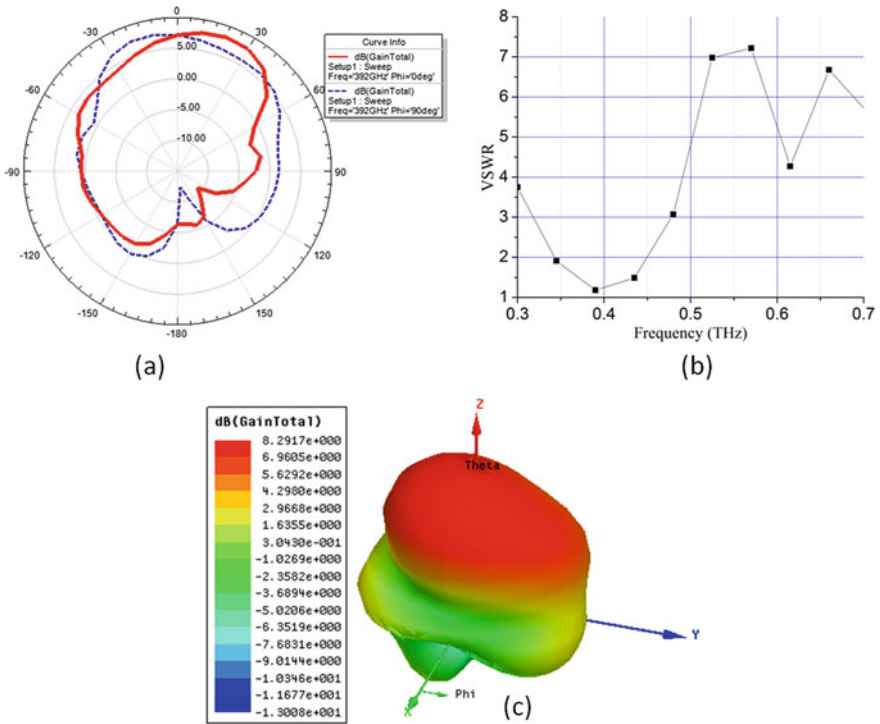 0
-30
30
5.00
-60
0.00
60
-5.00
-10.00
-90
90
-120
120
-150
150
-180
Curve Info
dB(GainTotal)
Setup1 : Sweep
Freq='392GHz' Phi='0deg'
dB(GainTotal)
Setup1 : Sweep
Freq='392GHz' Phi='90deg'
(a)
8
7
6
5
4
3
2
1
VSWR
0.3
0.4
0.5
0.6
0.7
Frequency (THz)
(b)
dB(GainTotal)
8.2917e+000
6.9605e+000
5.6292e+000
4.2980e+000
2.9668e+000
1.6355e+000
3.0430e-001
-1.0269e+000
-2.3582e+000
-3.6894e+000
-5.0206e+000
-6.3519e+000
-7.6831e+000
-9.0144e+000
-1.0346e+001
-1.1677e+001
-1.3008e+001
Z
Theta
Y
X
Phi
(c)